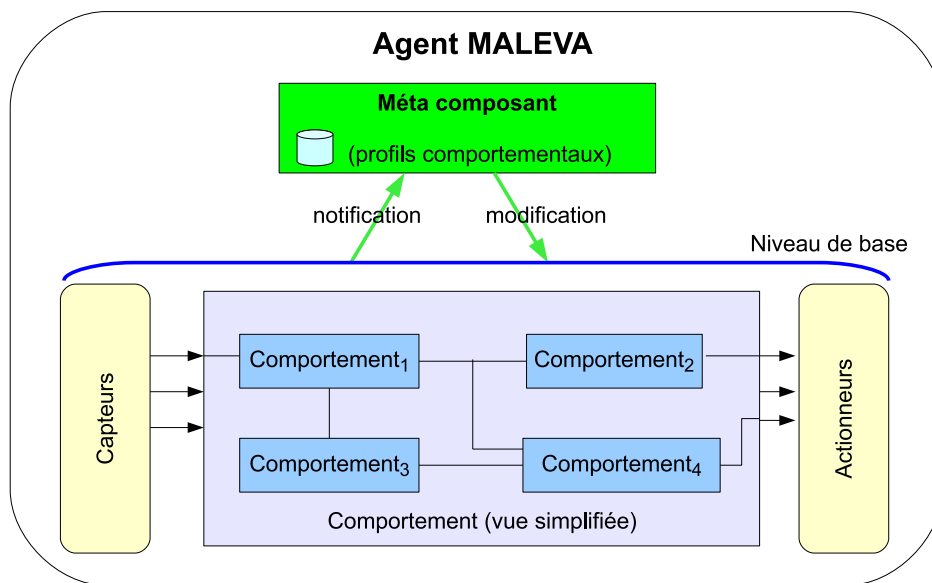 Agent MALEVA
Méta composant
(profils comportementaux)
notification
modification
Niveau de base
Capteurs
Comportement1
Comportement2
Comportement3
Comportement4
Comportement (vue simplifiée)
Actionneurs